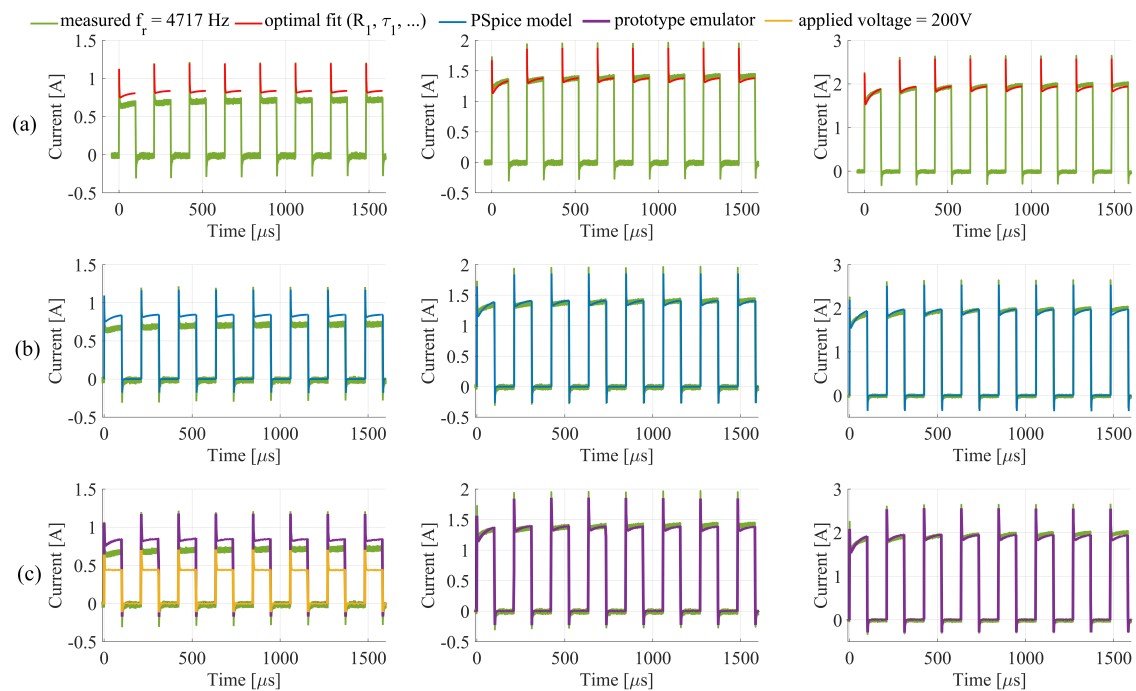 measured f_r = 4717 Hz  optimal fit (R_1, τ_1, ...)  PSpice model  prototype emulator  applied voltage = 200V
(a)
Current [A]
1.5
1
0.5
0
-0.5
0 500 1000 1500
Time [μs]
Current [A]
2
1.5
1
0.5
0
-0.5
0 500 1000 1500
Time [μs]
Current [A]
3
2
1
0
0 500 1000 1500
Time [μs]
(b)
Current [A]
1.5
1
0.5
0
-0.5
0 500 1000 1500
Time [μs]
Current [A]
2
1.5
1
0.5
0
-0.5
0 500 1000 1500
Time [μs]
Current [A]
3
2
1
0
0 500 1000 1500
Time [μs]
(c)
Current [A]
1.5
1
0.5
0
-0.5
0 500 1000 1500
Time [μs]
Current [A]
2
1.5
1
0.5
0
-0.5
0 500 1000 1500
Time [μs]
Current [A]
3
2
1
0
0 500 1000 1500
Time [μs]